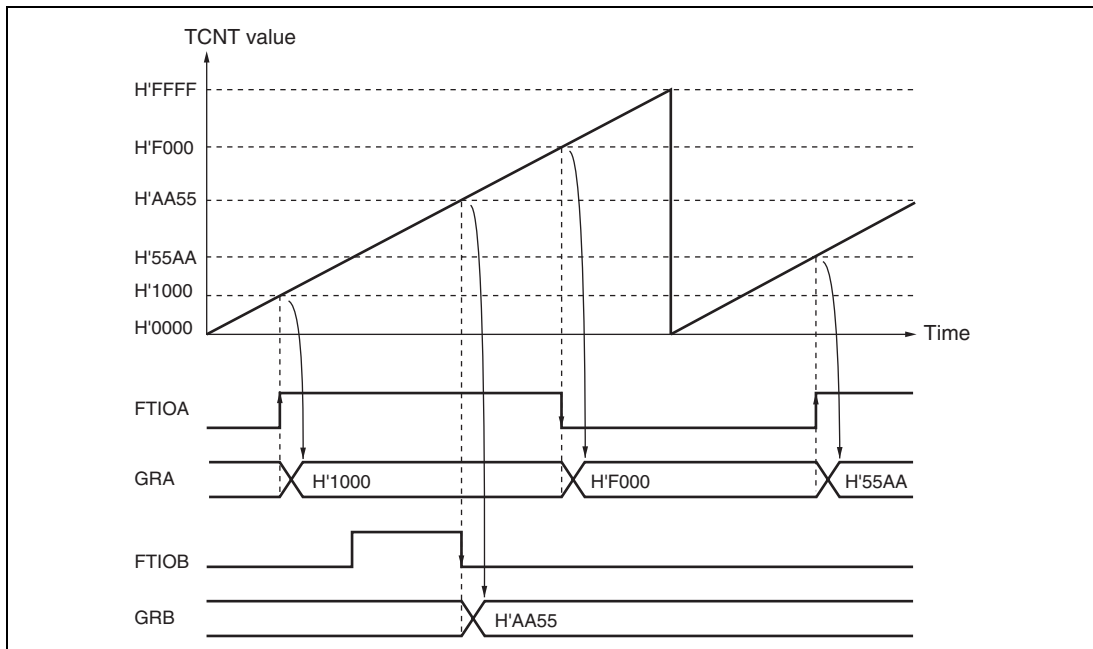 TCNT value
H'FFFF
H'F000
H'AA55
H'55AA
H'1000
H'0000
Time
FTIOA
GRA
H'1000
H'F000
H'55AA
FTIOB
GRB
H'AA55